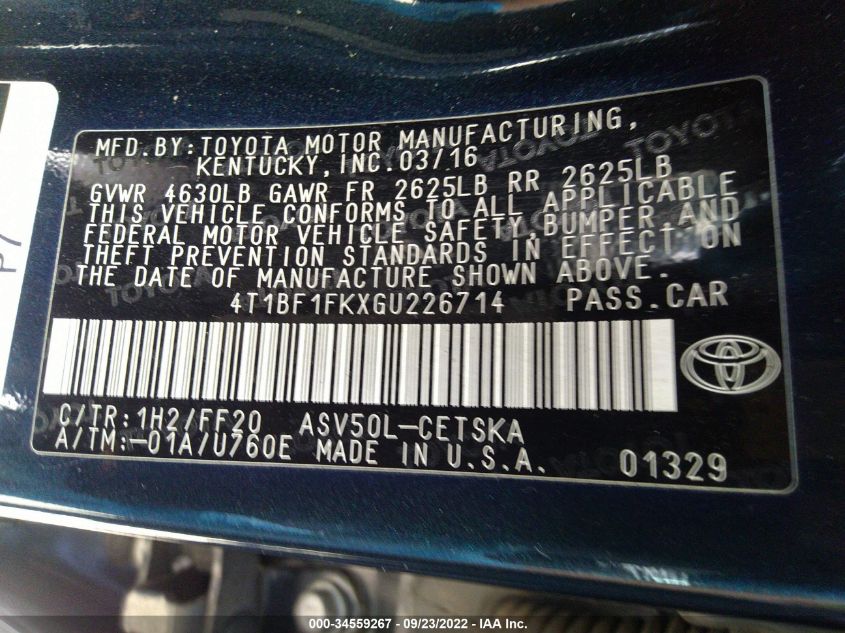 MFD.BY:TOYOTA MOTOR MANUFACTURING,
KENTUCKY, INC.03/16
GVWR 4630LB GAWR FR 2625LB RR 2625LB
THIS VEHICLE CONFORMS TO ALL APPLICABLE
FEDERAL MOTOR VEHICLE SAFETY,BUMPER,AND
THEFT PREVENTION STANDARDS IN EFFECT ON
THE DATE OF MANUFACTURE SHOWN ABOVE.
4T1BF1FKXGU226714 PASS.CAR
C/TR:1H2/FF20 ASV50L-CETSKA
A/TM:-01A/U760E MADE IN U.S.A. 01329
000-34559267 - 09/23/2022 - IAA Inc.